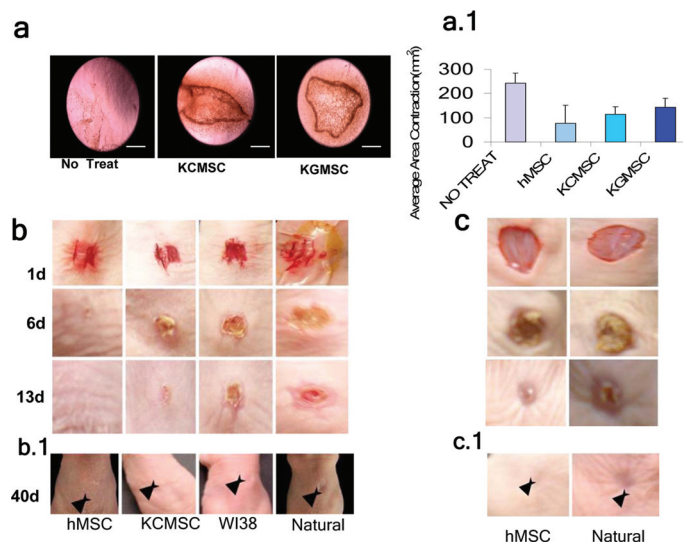 a
No Treat
KCMSC
KGMSC
a.1
Average Area Contraction(mm²)
300
200
100
0
NO TREAT
hMSC
KCMSC
KGMSC
b
1d
6d
13d
b.1
40d
hMSC
KCMSC
WI38
Natural
c
c.1
hMSC
Natural